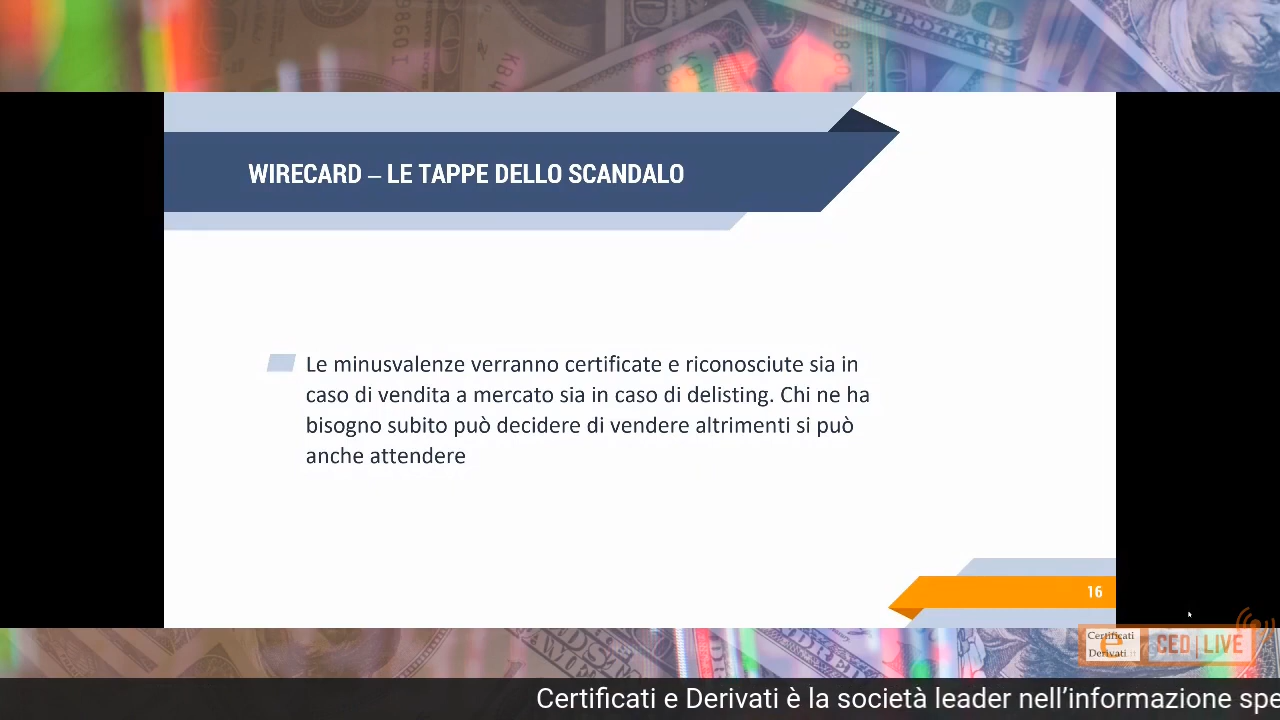 WIRECARD – LE TAPPE DELLO SCANDALO
Le minusvalenze verranno certificate e riconosciute sia in
caso di vendita a mercato sia in caso di delisting. Chi ne ha
bisogno subito può decidere di vendere altrimenti si può
anche attendere
16
Certificati
e
Derivati
CED | LIVE
Certificati e Derivati è la società leader nell'informazione spe